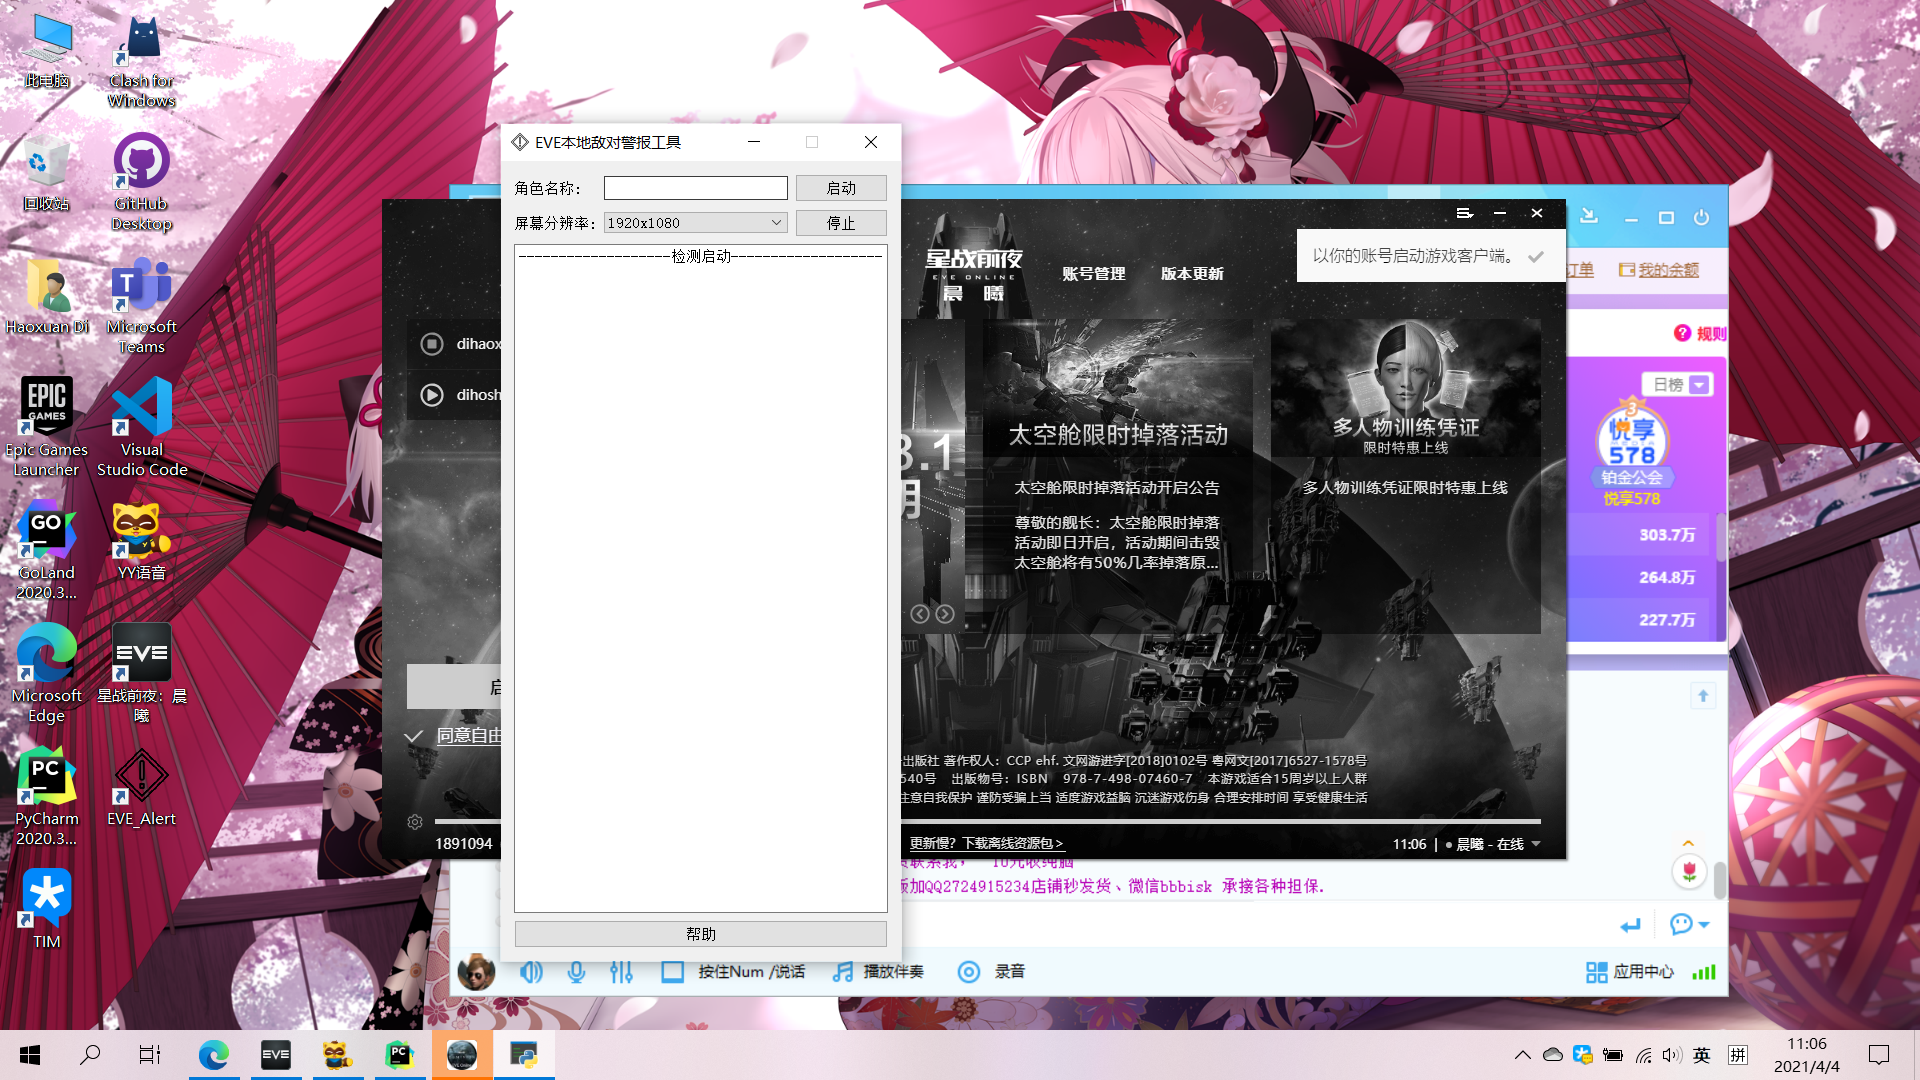 此电脑
Clash for
Windows
回收站
GitHub
Desktop
Haoxuan Di
Microsoft
Teams
EPIC
GAMES
Epic Games
Launcher
Visual
Studio Code
GO
GoLand
2020.3...
YY语音
Microsoft
Edge
EVE
星战前夜：晨
曦
PC
PyCharm
2020.3...
EVE_Alert
TIM
EVE本地敌对警报工具
角色名称：
启动
屏幕分辨率：
1920x1080
停止
-------------------检测启动-------------------
帮助
dihaox
dihosh
同意自由
1891094
星战前夜
EVE ONLINE
晨 曦
账号管理
版本更新
以你的账号启动游戏客户端。
3.1
期
太空舱限时掉落活动
太空舱限时掉落活动开启公告
尊敬的舰长：太空舱限时掉落
活动即日开启，活动期间击毁
太空舱将有50%几率掉落原...
多人物训练凭证
限时特惠上线
多人物训练凭证限时特惠上线
出版社 著作权人：CCP ehf. 文网游进字[2018]0102号 粤网文[2017]6527-1578号
540号 出版物号：ISBN 978-7-498-07460-7 本游戏适合15周岁以上人群
注意自我保护 谨防受骗上当 适度游戏益脑 沉迷游戏伤身 合理安排时间 享受健康生活
更新慢？下载离线资源包>
11:06 | ● 晨曦 - 在线
订单
我的余额
规则
日榜
3
悦享
578
铂金公会
悦享578
303.7万
264.8万
227.7万
加QQ2724915234店铺秒发货、微信bbbisk 承接各种担保.
按住Num /说话
播放伴奏
录音
应用中心
EVE
PC
英
拼
11:06
2021/4/4